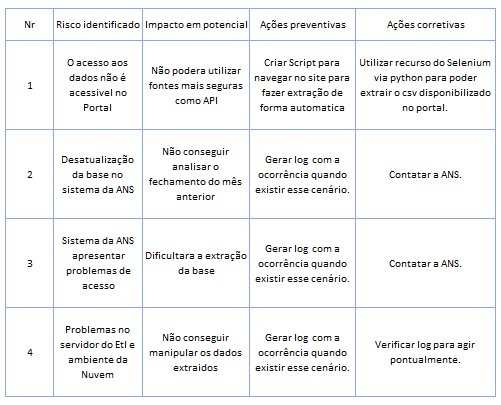 Nr
Risco identificado
Impacto em potencial
Ações preventivas
Ações corretivas
1
O acesso aos
dados não é
acessivel no
Portal
Não podera utilizar
fontes mais seguras
como API
Criar Script para
navegar no site para
fazer extração de
forma automatica
Utilizar recurso do Selenium
via python para poder
extrair o csv disponibilizado
no portal.
2
Desatualização
da base no
sistema da ANS
Não conseguir
analisar o
fechamento do mês
anterior
Gerar log com a
ocorrência quando
existir esse cenário.
Contatar a ANS.
3
Sistema da ANS
apresentar
problemas de
acesso
Dificultara a extração
da base
Gerar log com a
ocorrência quando
existir esse cenário.
Contatar a ANS.
4
Problemas no
servidor do Etl e
ambiente da
Nuvem
Não conseguir
manipular os dados
extraidos
Gerar log com a
ocorrência quando
existir esse cenário.
Verificar log para agir
pontualmente.